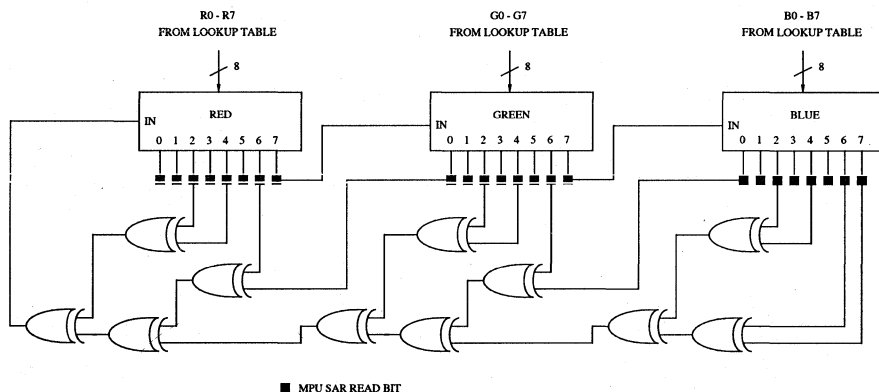 R0 - R7
FROM LOOKUP TABLE
8
G0 - G7
FROM LOOKUP TABLE
8
B0 - B7
FROM LOOKUP TABLE
8
RED
IN
0 1 2 3 4 5 6 7
GREEN
IN
0 1 2 3 4 5 6 7
BLUE
IN
0 1 2 3 4 5 6 7
MPU SAR READ BIT